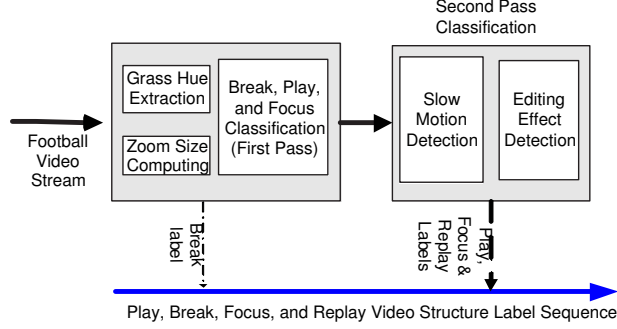 Second Pass
Classification
Grass Hue
Extraction
Zoom Size
Computing
Break, Play,
and Focus
Classification
(First Pass)
Slow
Motion
Detection
Editing
Effect
Detection
Football
Video
Stream
Break
label
Play,
Focus &
Replay
Labels
Play, Break, Focus, and Replay Video Structure Label Sequence